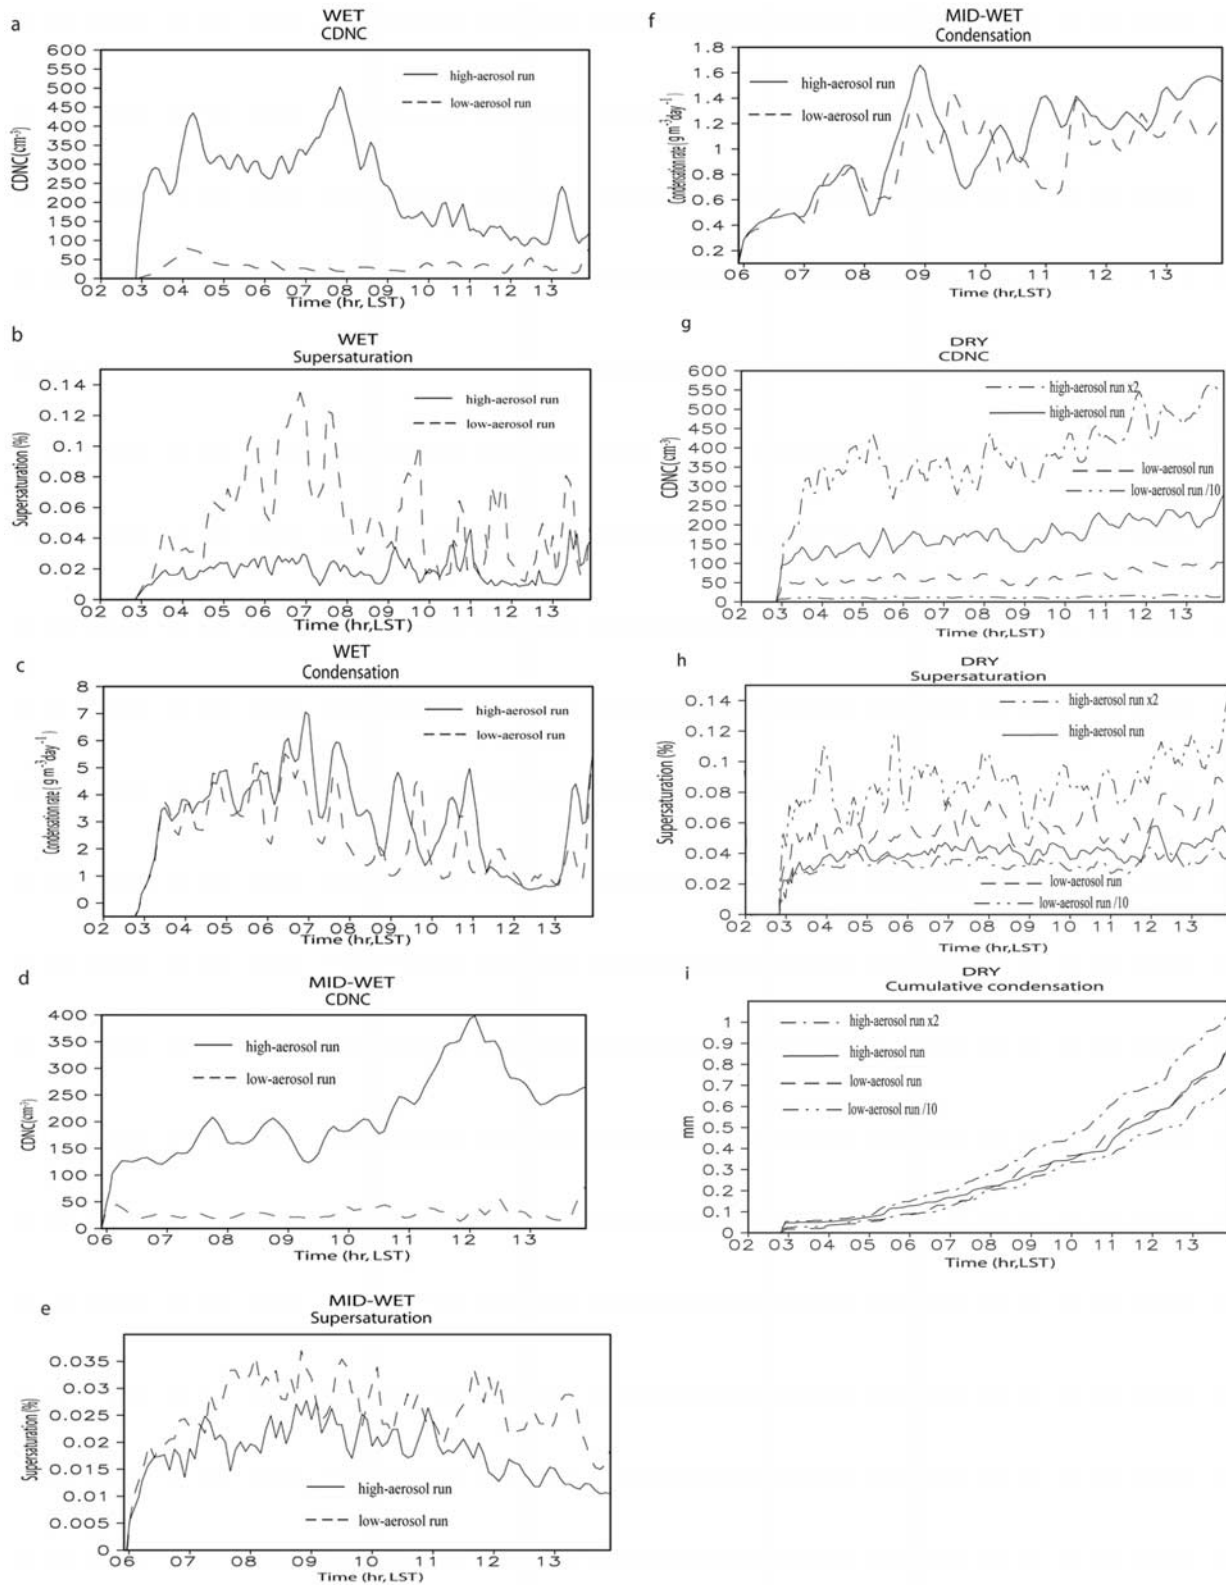 a
WET
CDNC
600
550
500
450
400
350
300
250
200
150
100
50
0
CDNC(cm⁻³)
high-aerosol run
low-aerosol run
02 03 04 05 06 07 08 09 10 11 12 13
Time (hr, LST)
b
WET
Supersaturation
0.14
0.12
0.1
0.08
0.06
0.04
0.02
0
Supersaturation (%)
high-aerosol run
low-aerosol run
02 03 04 05 06 07 08 09 10 11 12 13
Time (hr,LST)
c
WET
Condensation
8
7
6
5
4
3
2
1
0
Condensation rate ( g m⁻³day⁻¹)
high-aerosol run
low-aerosol run
02 03 04 05 06 07 08 09 10 11 12 13
Time (hr,LST)
d
MID-WET
CDNC
400
350
300
250
200
150
100
50
0
CDNC(cm⁻³)
high-aerosol run
low-aerosol run
06 07 08 09 10 11 12 13
Time (hr, LST)
e
MID-WET
Supersaturation
0.035
0.03
0.025
0.02
0.015
0.01
0.005
0
Supersaturation (%)
high-aerosol run
low-aerosol run
06 07 08 09 10 11 12 13
Time (hr,LST)
f
MID-WET
Condensation
1.8
1.6
1.4
1.2
1
0.8
0.6
0.4
0.2
Condensation rate ( g m⁻³day⁻¹)
high-aerosol run
low-aerosol run
06 07 08 09 10 11 12 13
Time (hr,LST)
g
DRY
CDNC
600
550
500
450
400
350
300
250
200
150
100
50
0
CDNC(cm⁻³)
high-aerosol run x2
high-aerosol run
low-aerosol run
low-aerosol run /10
02 03 04 05 06 07 08 09 10 11 12 13
Time (hr,LST)
h
DRY
Supersaturation
0.14
0.12
0.1
0.08
0.06
0.04
0.02
0
Supersaturation (%)
high-aerosol run x2
high-aerosol run
low-aerosol run
low-aerosol run /10
02 03 04 05 06 07 08 09 10 11 12 13
Time (hr,LST)
i
DRY
Cumulative condensation
1
0.9
0.8
0.7
0.6
0.5
0.4
0.3
0.2
0.1
0
mm
high-aerosol run x2
high-aerosol run
low-aerosol run
low-aerosol run /10
02 03 04 05 06 07 08 09 10 11 12 13
Time (hr,LST)